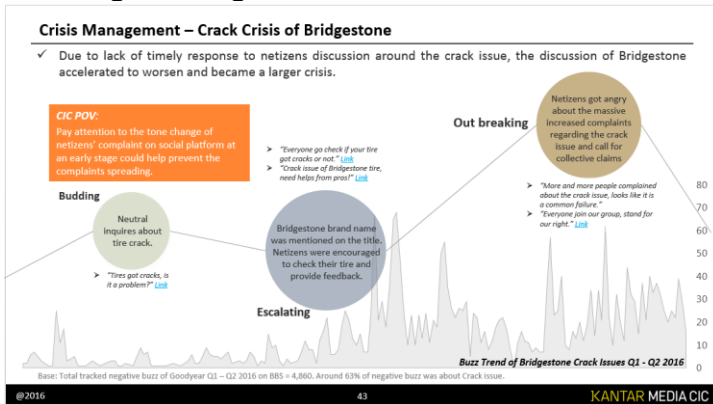 Crisis Management – Crack Crisis of Bridgestone
✓ Due to lack of timely response to netizens discussion around the crack issue, the discussion of Bridgestone
accelerated to worsen and became a larger crisis.
CIC POV:
Pay attention to the tone change of
netizens' complaint on social platform at
an early stage could help prevent the
complaints spreading.
Budding
Neutral
inquires about
tire crack.
➤ "Tires got cracks, is
it a problem?" Link
➤ "Everyone go check if your tire
got cracks or not." Link
➤ "Crack issue of Bridgestone tire,
need helps from pros!" Link
Bridgestone brand name
was mentioned on the title.
Netizens were encouraged
to check their tire and
provide feedback.
Escalating
Out breaking
Netizens got angry
about the massive
increased complaints
regarding the crack
issue and call for
collective claims
➤ "More and more people complained
about the crack issue, looks like it is
a common failure."
➤ "Everyone join our group, stand for
our right." Link
80
70
60
50
40
30
20
10
0
Buzz Trend of Bridgestone Crack Issues Q1 - Q2 2016
Base: Total tracked negative buzz of Goodyear Q1 – Q2 2016 on BBS = 4,860. Around 63% of negative buzz was about Crack issue.
@2016
43
KANTAR MEDIA CIC